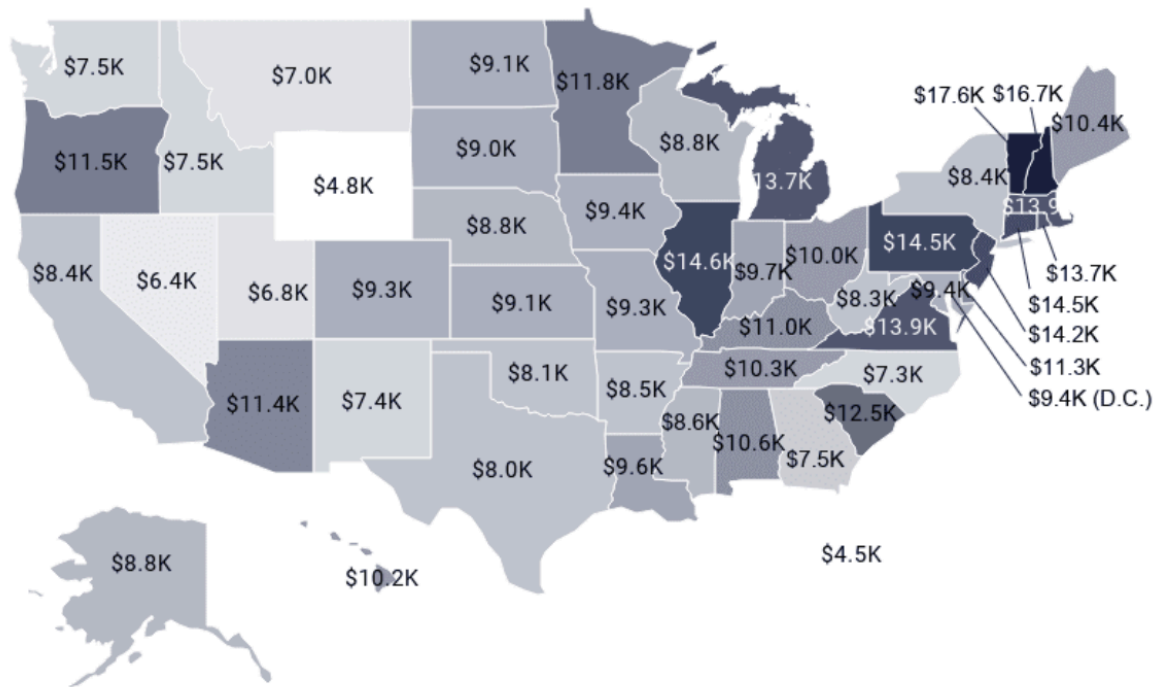 $7.5K
$7.0K
$9.1K
$11.8K
$17.6K
$16.7K
$10.4K
$11.5K
$7.5K
$4.8K
$9.0K
$8.8K
13.7K
$8.4K
$13.9
$8.4K
$6.4K
$6.8K
$9.3K
$8.8K
$9.4K
$14.6K
$9.7K
$10.0K
$14.5K
$13.7K
$9.1K
$9.3K
$11.0K
$8.3K
$9.4K
$13.9K
$14.5K
$14.2K
$11.3K
$9.4K (D.C.)
$11.4K
$7.4K
$8.1K
$8.5K
$10.3K
$7.3K
$12.5K
$8.0K
$9.6K
$8.6K
$10.6K
$7.5K
$8.8K
$10.2K
$4.5K